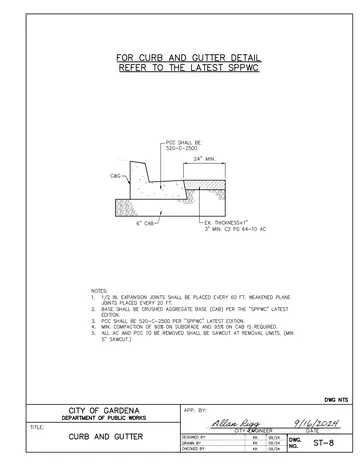 FOR CURB AND GUTTER DETAIL
REFER TO THE LATEST SPPWC
PCC SHALL BE
520-C-2500
24" MIN.
C&G
6" CAB
EX. THICKNESS+1"
3" MIN. C2 PG 64-10 AC
NOTES:
1. 1/2 IN. EXPANSION JOINTS SHALL BE PLACED EVERY 60 FT. WEAKENED PLANE
JOINTS PLACED EVERY 20 FT.
2. BASE SHALL BE CRUSHED AGGREGATE BASE (CAB) PER THE "SPPWC" LATEST
EDITION.
3. PCC SHALL BE 520-C-2500 PER "SPPWC" LATEST EDITION.
4. MIN. COMPACTION OF 90% ON SUBGRADE AND 95% ON CAB IS REQUIRED.
5. ALL AC AND PCC TO BE REMOVED SHALL BE SAWCUT AT REMOVAL LIMITS. (MIN
5" SAWCUT.)
DWG NTS
CITY OF GARDENA
DEPARTMENT OF PUBLIC WORKS
APP. BY:
Allan Rigg 9/16/2024
CITY ENGINEER DATE
TITLE:
CURB AND GUTTER
DESIGNED BY KK 09/24
DRAWN BY KK 09/24
CHECKED BY KK 09/24
DWG.
NO.
ST-8